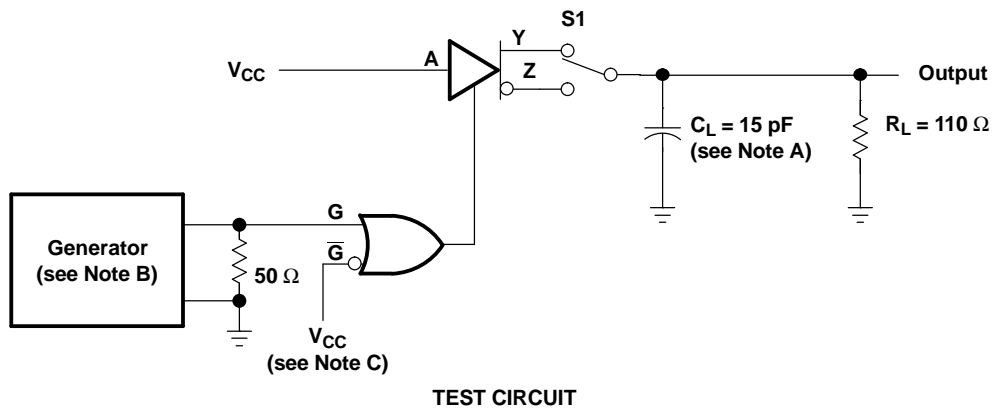 S1
Y
A
Z
VCC
Output
CL = 15 pF
(see Note A)
RL = 110 Ω
G
G̅
Generator
(see Note B)
50 Ω
VCC
(see Note C)
TEST CIRCUIT